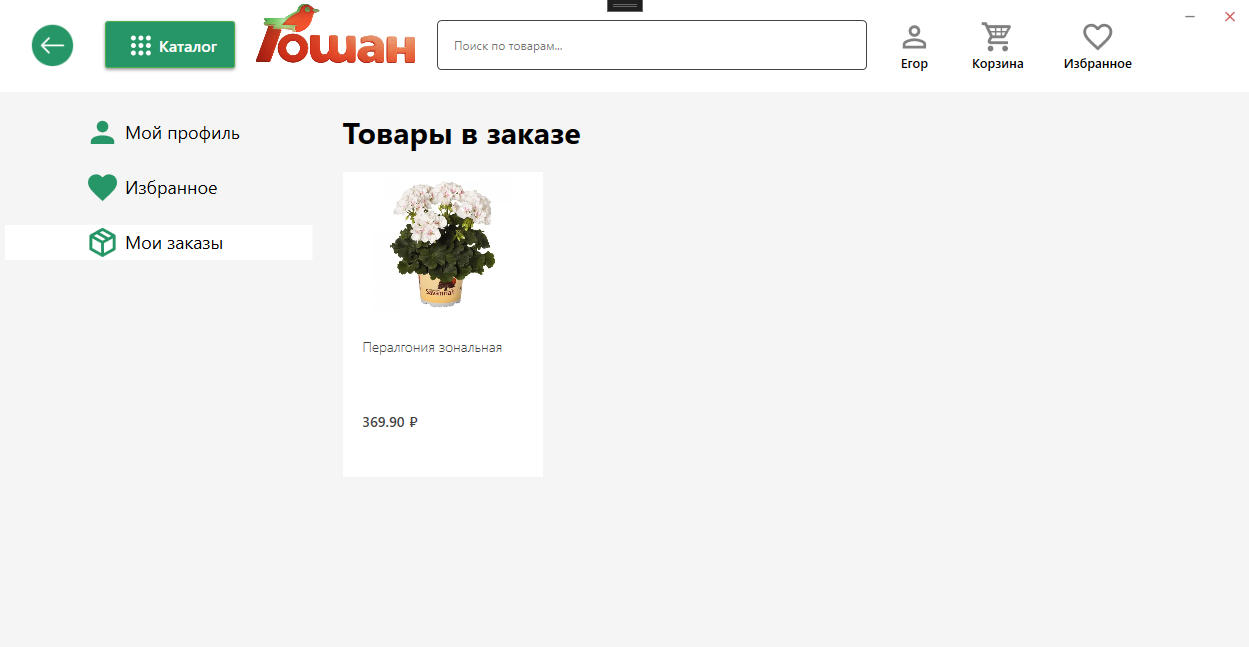 Каталог
Гошан
Поиск по товарам...
Егор
Корзина
Избранное
Мой профиль
Избранное
Мои заказы
Товары в заказе
savanna
Пералгония зональная
369.90 ₽